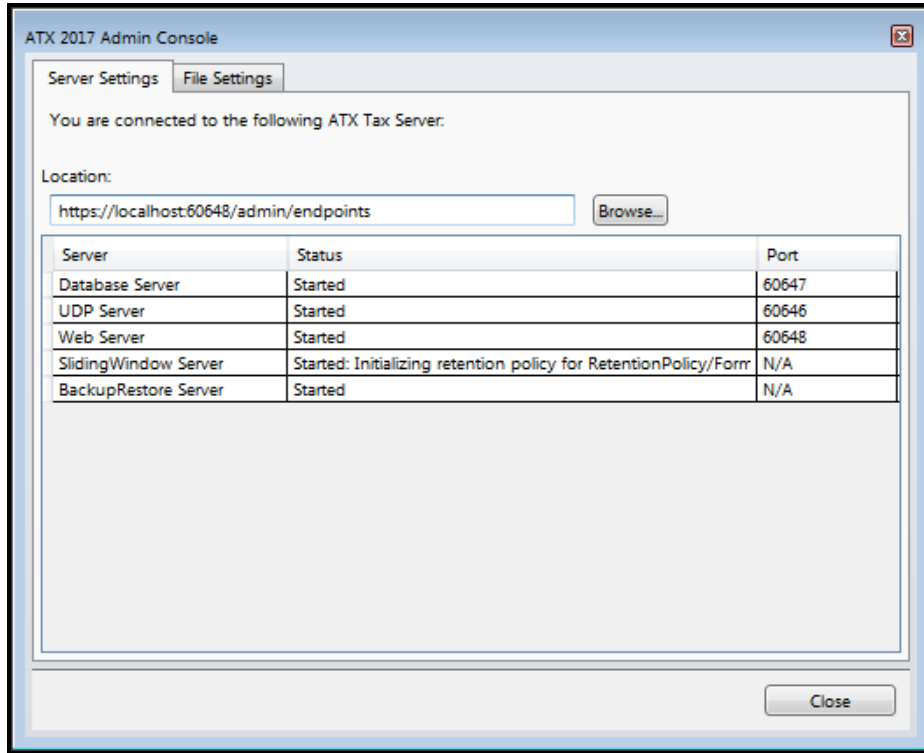 ATX 2017 Admin Console
Server Settings File Settings
You are connected to the following ATX Tax Server:
Location:
https://localhost:60648/admin/endpoints Browse...
Server Status Port
Database Server Started 60647
UDP Server Started 60646
Web Server Started 60648
SlidingWindow Server Started: Initializing retention policy for RetentionPolicy/Form N/A
BackupRestore Server Started N/A
Close